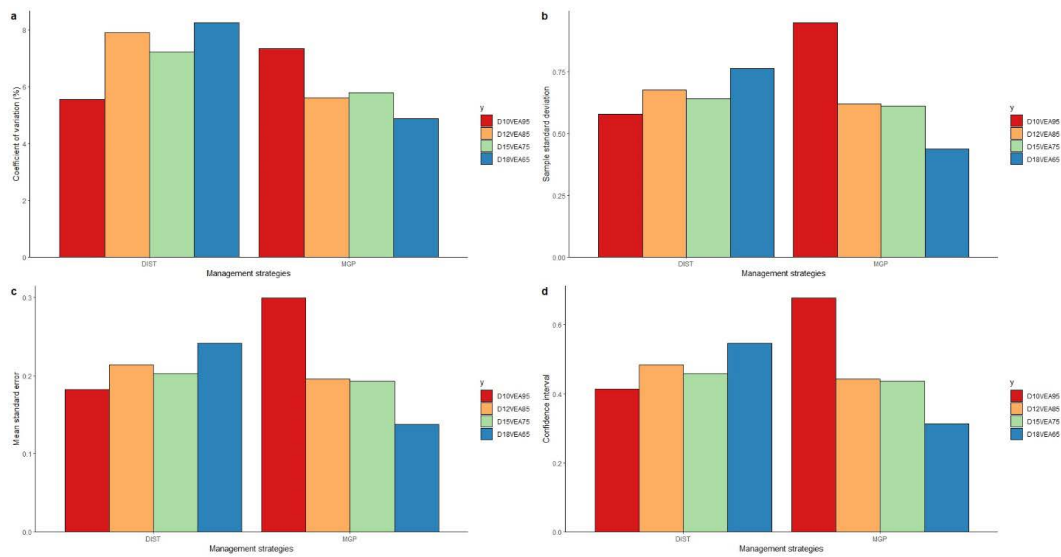 a
Coefficient of variation (%)
8
6
4
2
0
DIST
MGP
Management strategies
y
D10VEA95
D12VEA85
D15VEA75
D18VEA65
b
Sample standard deviation
0.75
0.50
0.25
0.00
DIST
MGP
Management strategies
y
D10VEA95
D12VEA85
D15VEA75
D18VEA65
c
Mean standard error
0.3
0.2
0.1
0.0
DIST
MGP
Management strategies
y
D10VEA95
D12VEA85
D15VEA75
D18VEA65
d
Confidence interval
0.6
0.4
0.2
0.0
DIST
MGP
Management strategies
y
D10VEA95
D12VEA85
D15VEA75
D18VEA65